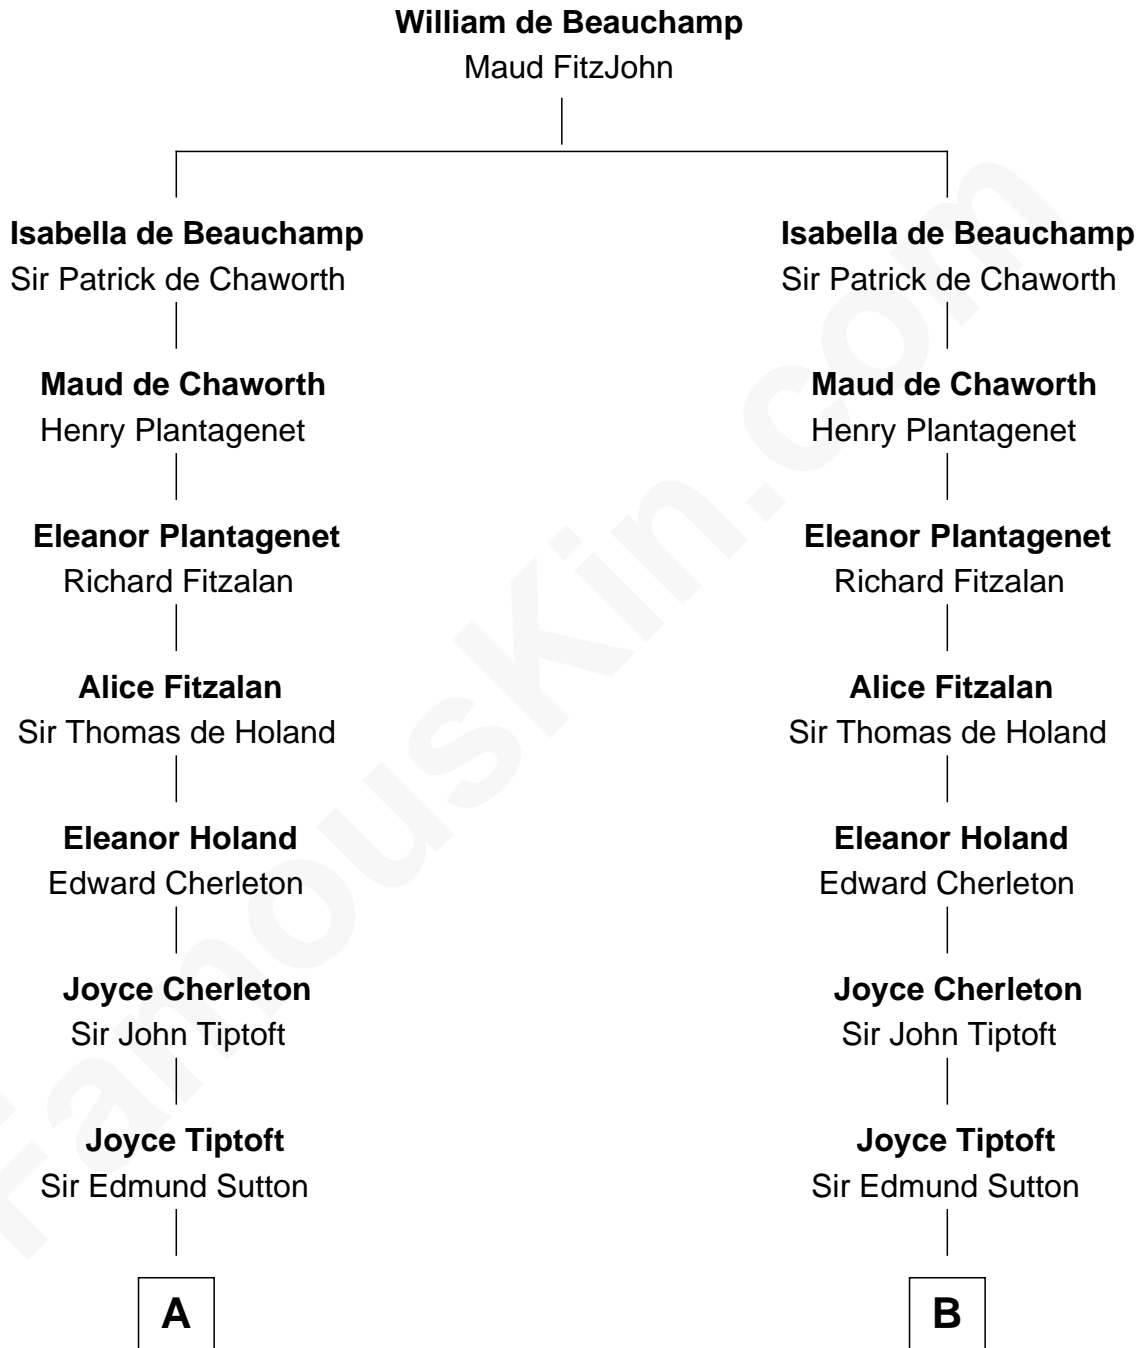 William de Beauchamp
Maud FitzJohn
Isabella de Beauchamp
Sir Patrick de Chaworth
Maud de Chaworth
Henry Plantagenet
Eleanor Plantagenet
Richard Fitzalan
Alice Fitzalan
Sir Thomas de Holand
Eleanor Holand
Edward Cherleton
Joyce Cherleton
Sir John Tiptoft
Joyce Tiptoft
Sir Edmund Sutton
A
Isabella de Beauchamp
Sir Patrick de Chaworth
Maud de Chaworth
Henry Plantagenet
Eleanor Plantagenet
Richard Fitzalan
Alice Fitzalan
Sir Thomas de Holand
Eleanor Holand
Edward Cherleton
Joyce Cherleton
Sir John Tiptoft
Joyce Tiptoft
Sir Edmund Sutton
B
FamousKin.com